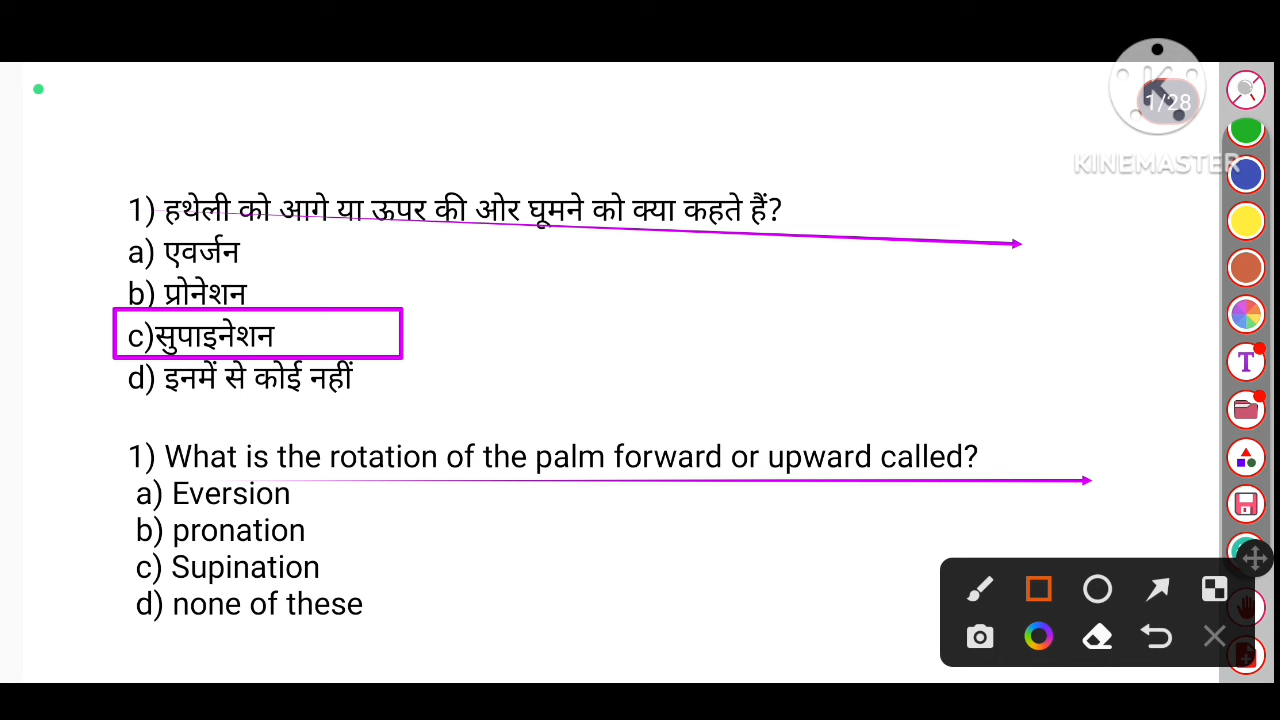 1/28
KINEMASTER
1) हथेली को आगे या ऊपर की ओर घूमने को क्या कहते हैं?
a) एवर्जन
b) प्रोनेशन
c)सुपाइनेशन
d) इनमें से कोई नहीं
1) What is the rotation of the palm forward or upward called?
a) Eversion
b) pronation
c) Supination
d) none of these
T